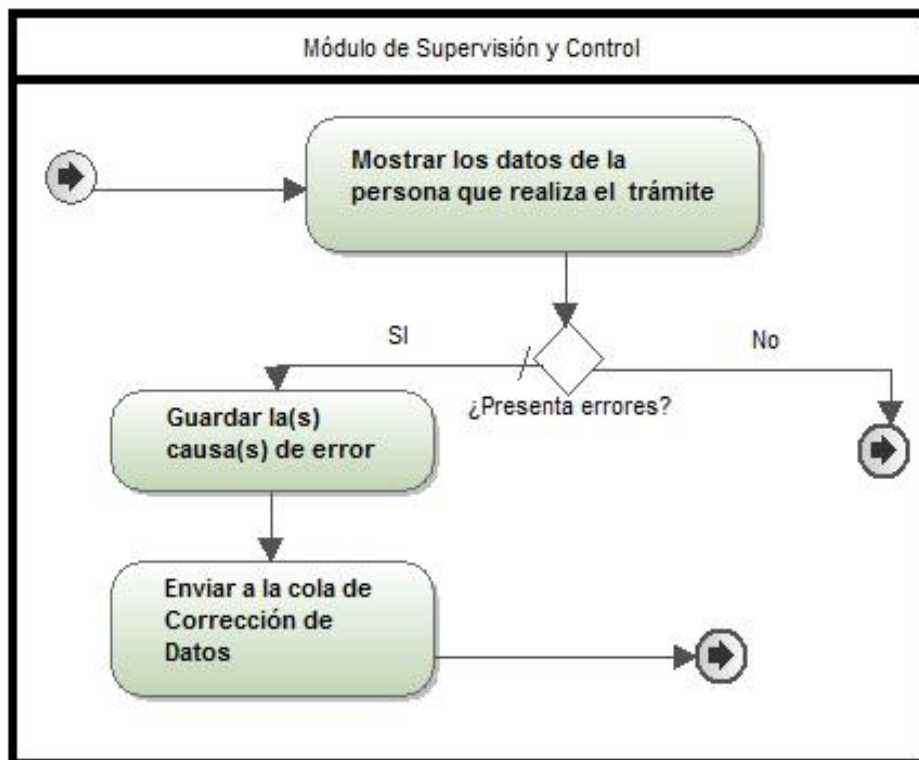 Módulo de Supervisión y Control
Mostrar los datos de la
persona que realiza el trámite
SI
No
¿Presenta errores?
Guardar la(s)
causa(s) de error
Enviar a la cola de
Corrección de
Datos